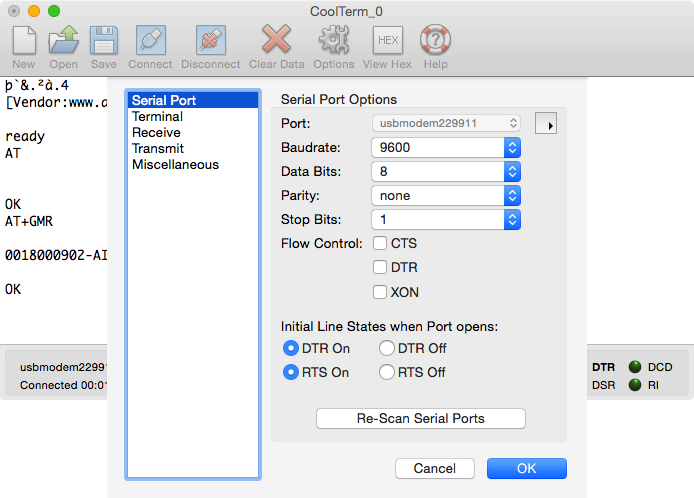 CoolTerm_0
New Open Save Connect Disconnect Clear Data Options View Hex Help
HEX
þ`&.²à.4
[Vendor:www.a
ready
AT
OK
AT+GMR
0018000902-AI
OK
Serial Port
Terminal
Receive
Transmit
Miscellaneous
Serial Port Options
Port: usbmodem229911
Baudrate: 9600
Data Bits: 8
Parity: none
Stop Bits: 1
Flow Control: CTS
DTR
XON
Initial Line States when Port opens:
DTR On DTR Off
RTS On RTS Off
Re-Scan Serial Ports
Cancel OK
usbmodem22991
Connected 00:01
DTR DCD
DSR RI